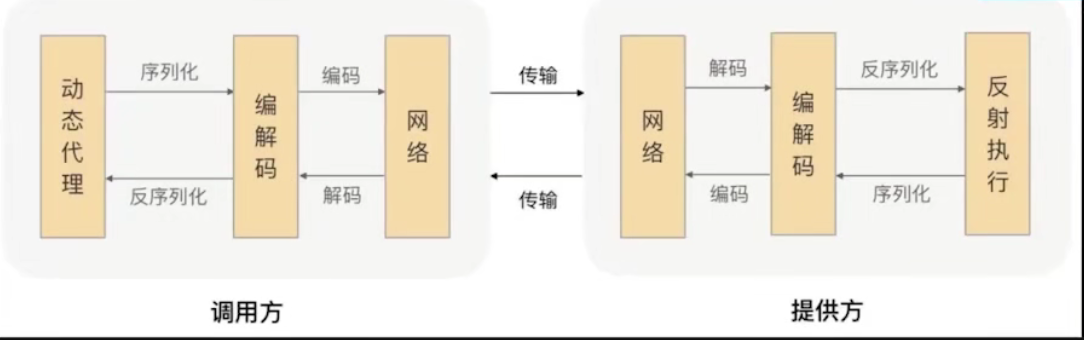 动态代理
序列化
反序列化
编解码
编码
解码
网络
传输
传输
网络
解码
编码
编解码
反序列化
序列化
反射执行
调用方
提供方